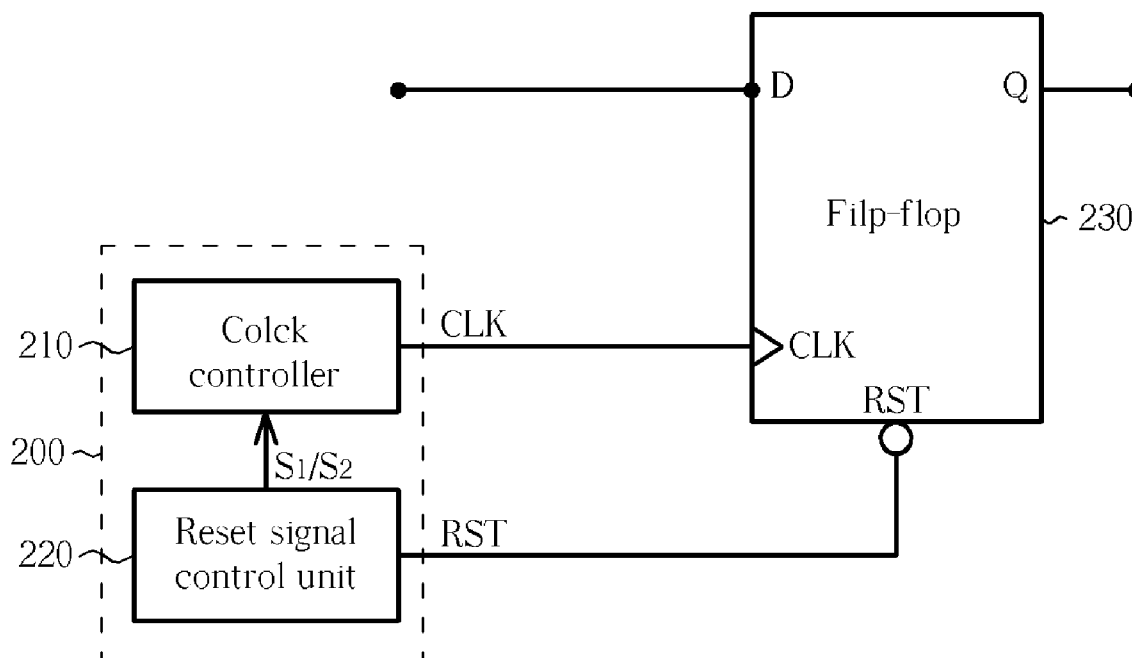 D
Q
Filp-flop
230
210
Colck
controller
CLK
CLK
RST
200
S1/S2
220
Reset signal
control unit
RST